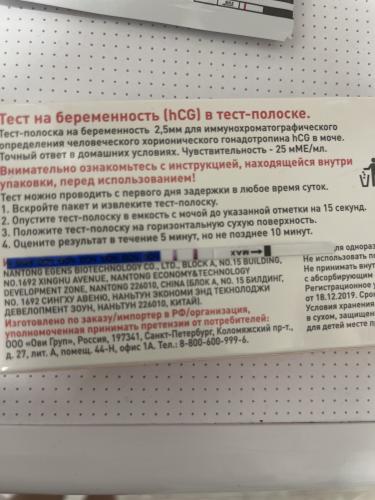 Тест на беременность (hCG) в тест-полоске.
Тест-полоска на беременность 2,5мм для иммунохроматографического
определения человеческого хорионического гонадотропина hCG в моче.
Точный ответ в домашних условиях. Чувствительность - 25 мМЕ/мл.
Внимательно ознакомьтесь с инструкцией, находящейся внутри
упаковки, перед использованием!
Тест можно проводить с первого дня задержки в любое время суток.
1. Вскройте пакет и извлеките тест-полоску.
2. Опустите тест-полоску в емкость с мочой до указанной отметки на 15 секунд.
3. Положите тест-полоску на горизонтальную сухую поверхность.
4. Оцените результат в течение 5 минут, но не позднее 10 минут.
MAX
NANTONG EGENS BIOTECHNOLOGY CO., LTD., BLOCK A, NO.15 BUILDING,
NO.1692 XINGHU AVENUE, NANTONG ECONOMY&TECHNOLOGY
DEVELOPMENT ZONE, NANTONG 226010, CHINA (БЛОК А, NO 15 БИЛДИНГ,
NO.1692 СИНГХУ АВЕНЮ, НАНЬТУН ЭКОНОМИ ЭНД ТЕКНОЛОДЖИ
ДЕВЕЛОПМЕНТ ЗОУН, НАНЬТУН 226010, КИТАЙ).
Изготовлено по заказу/импортер в РФ/организация,
уполномоченная принимать претензии от потребителей:
ООО «Ови Груп», Россия, 197341, Санкт-Петербург, Коломяжский пр-т.,
д. 27, лит. А, помещ. 44-Н, офис 1А. Тел.: 8-800-600-999-6.
Для однораз
Не использовать по
Не принимать внутр
с абсорбирующим
Регистрационное у
от 18.12.2019. Срок
Условия хранения
в сухом, защищенн
для детей месте п